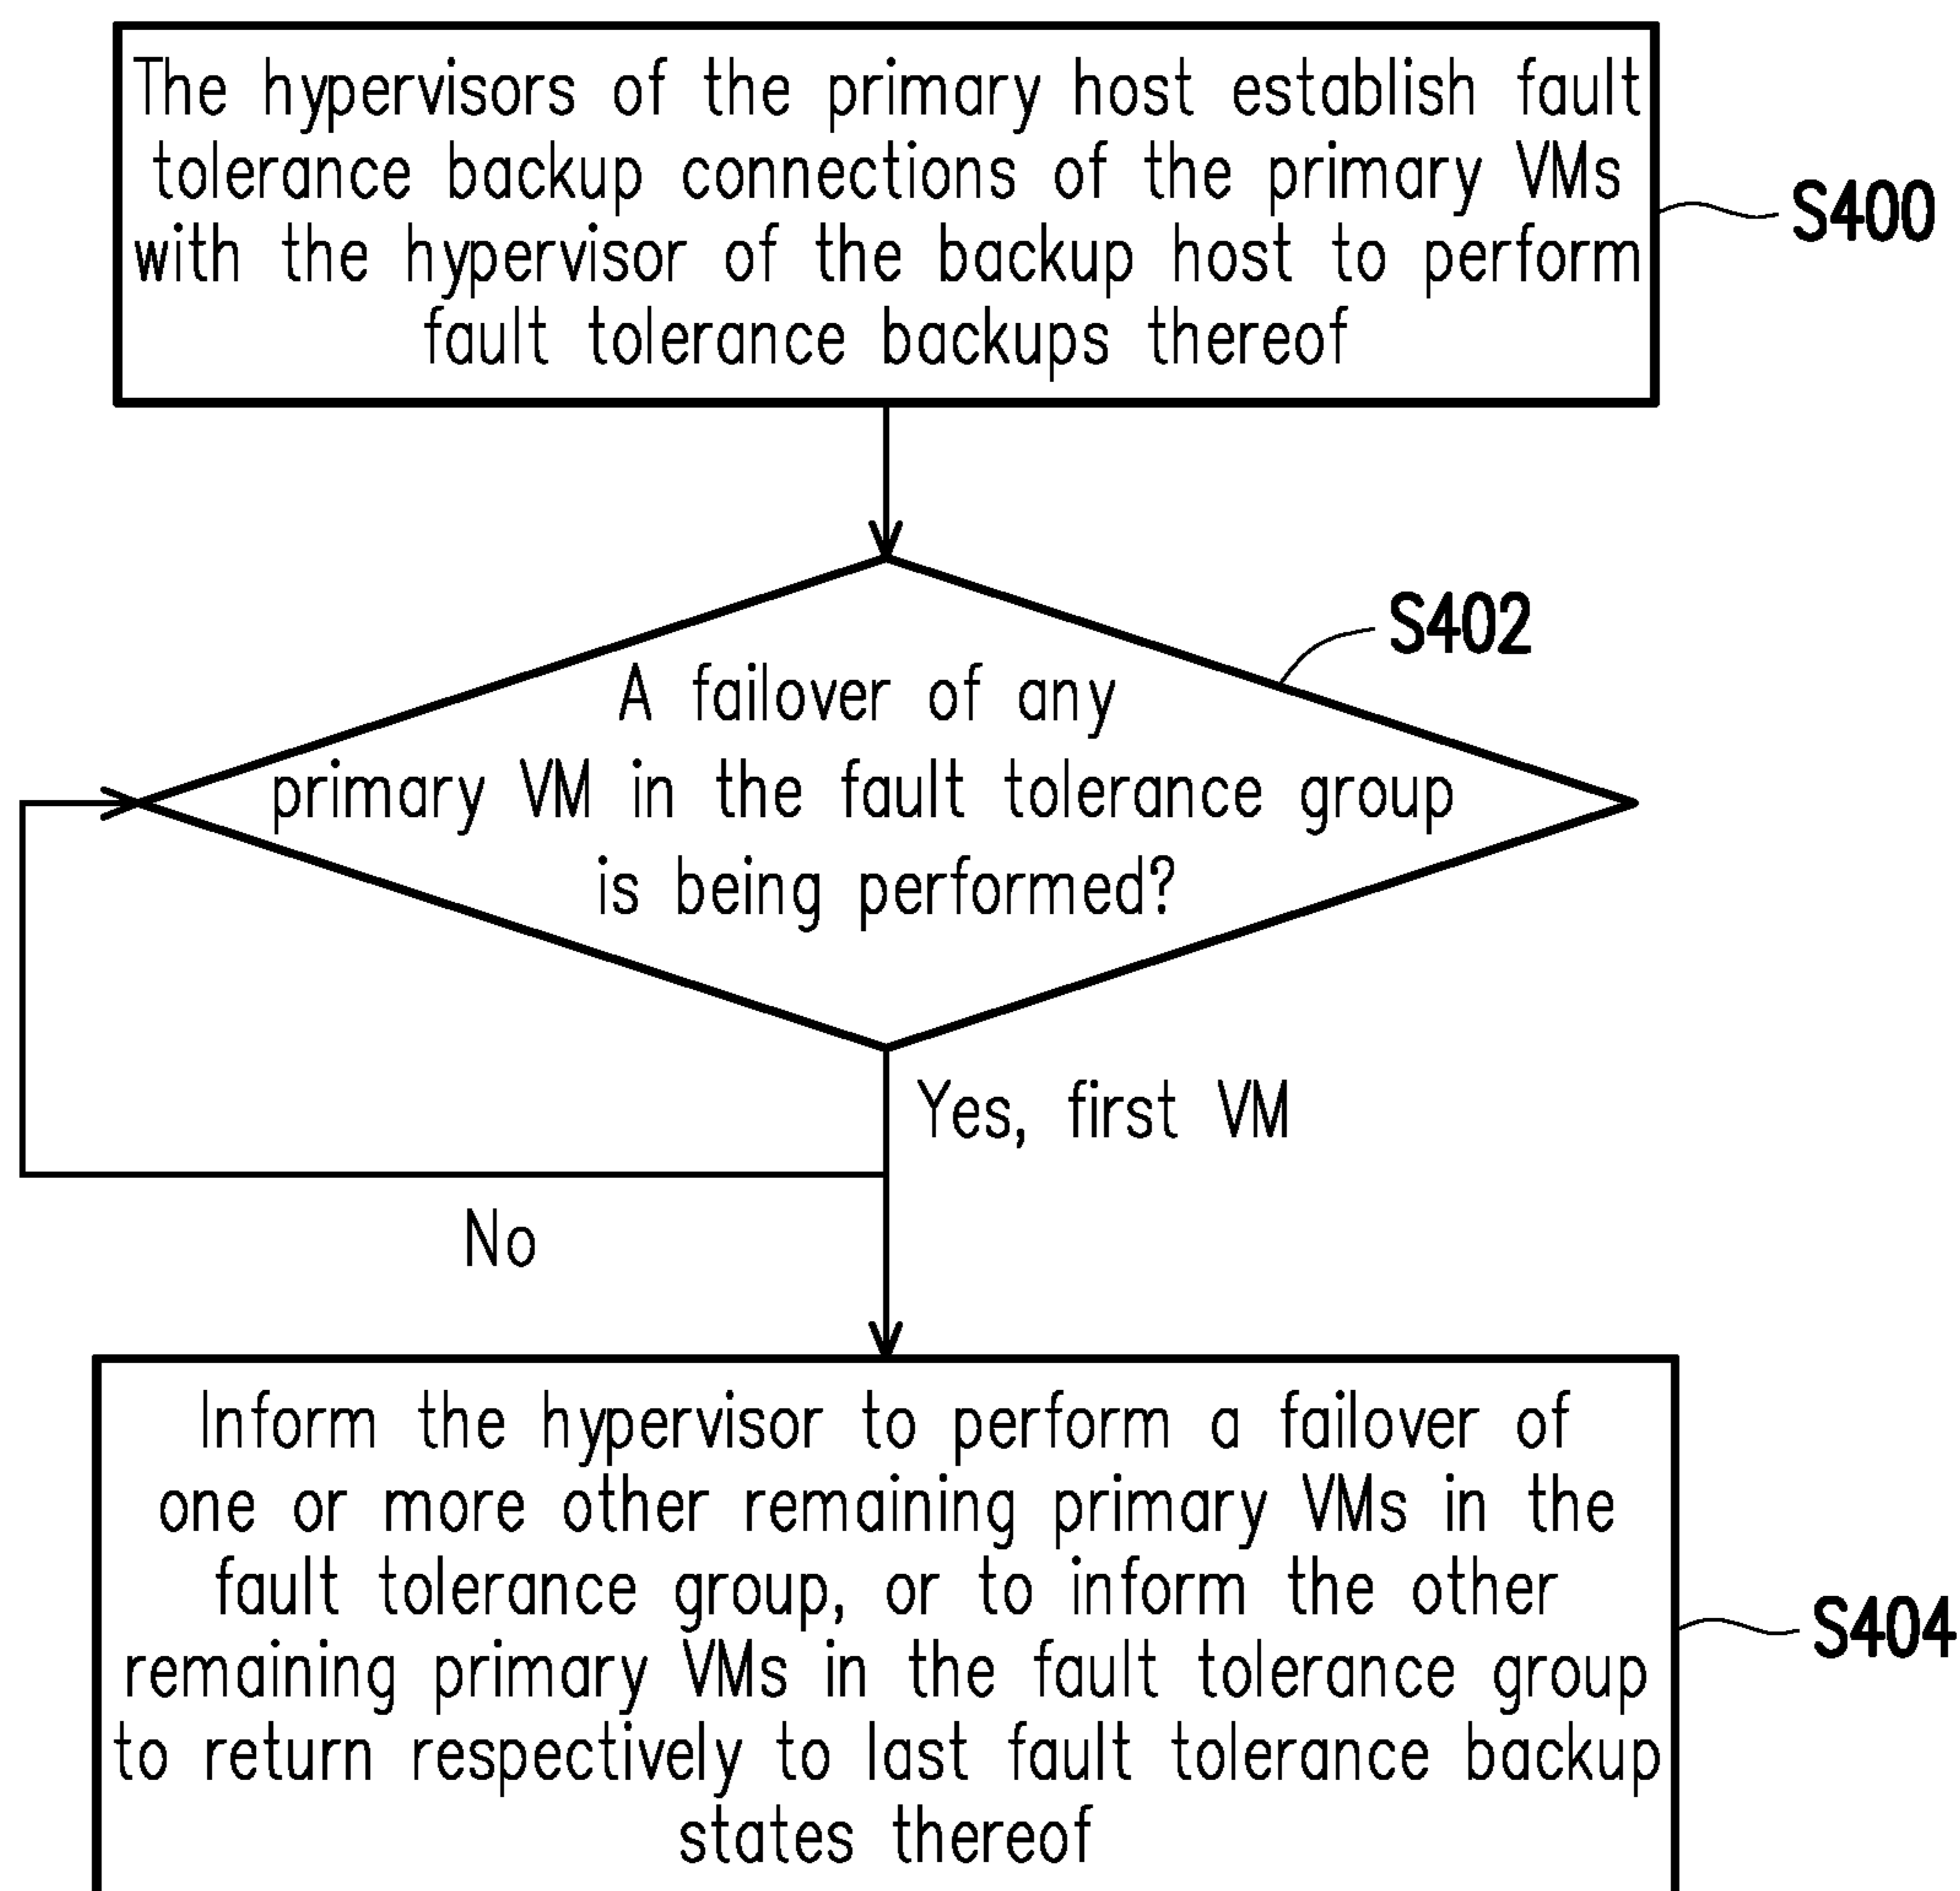 The hypervisors of the primary host establish fault
tolerance backup connections of the primary VMs
with the hypervisor of the backup host to perform
fault tolerance backups thereof
S400
S402
A failover of any
primary VM in the fault tolerance group
is being performed?
Yes, first VM
No
Inform the hypervisor to perform a failover of
one or more other remaining primary VMs in the
fault tolerance group, or to inform the other
remaining primary VMs in the fault tolerance group
to return respectively to last fault tolerance backup
states thereof
S404